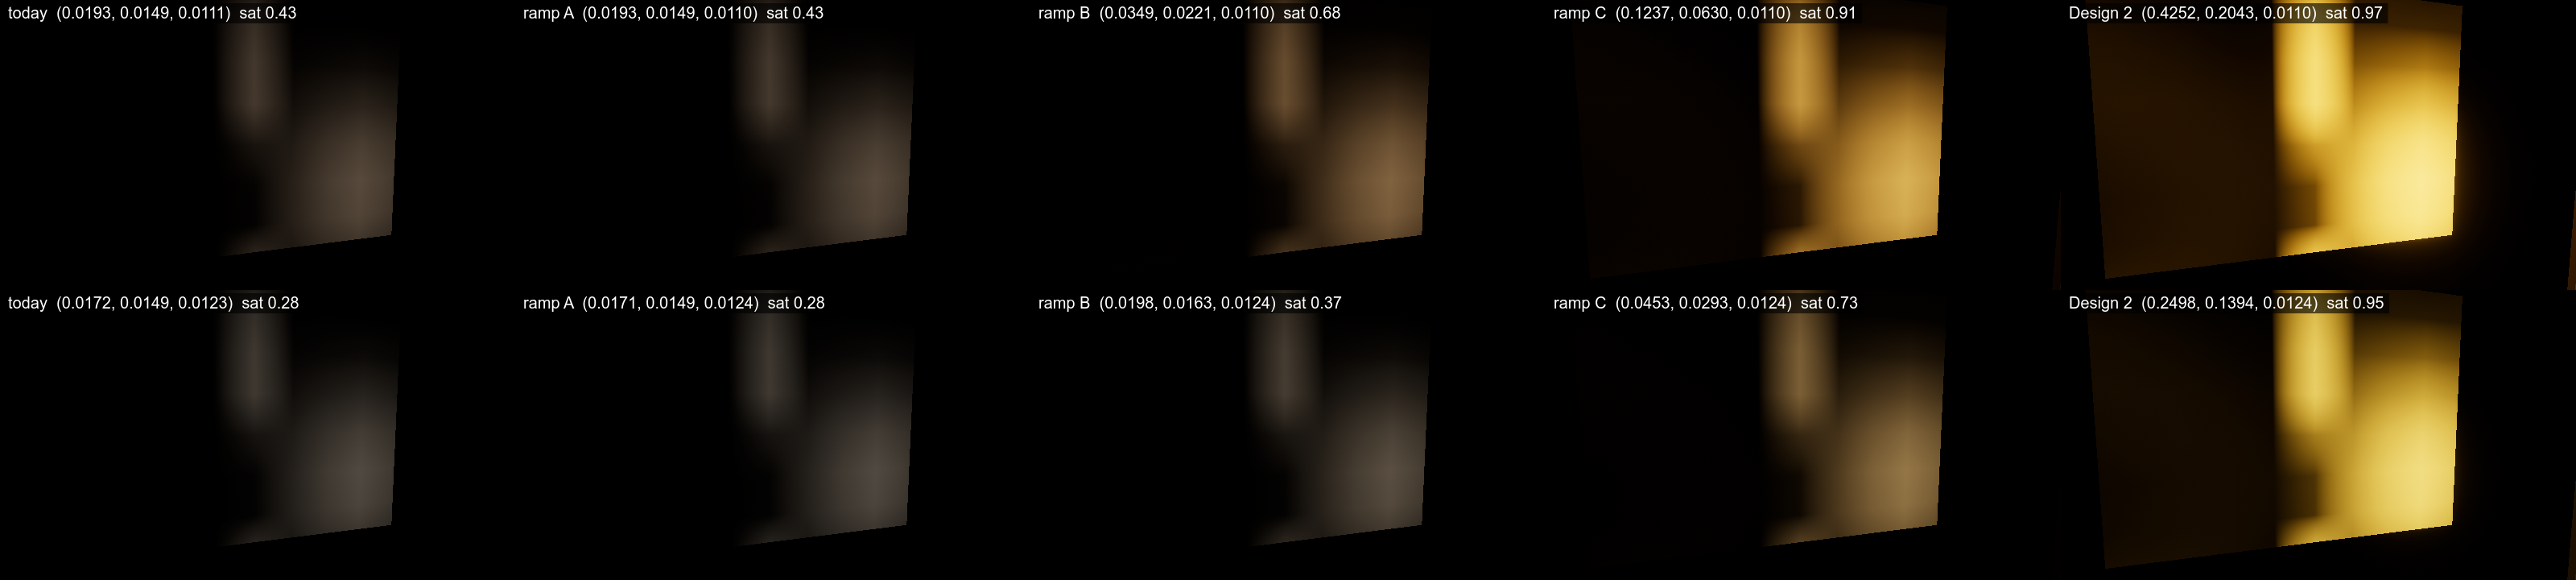 today (0.0193, 0.0149, 0.0111) sat 0.43
ramp A (0.0193, 0.0149, 0.0110) sat 0.43
ramp B (0.0349, 0.0221, 0.0110) sat 0.68
ramp C (0.1237, 0.0630, 0.0110) sat 0.91
Design 2 (0.4252, 0.2043, 0.0110) sat 0.97
today (0.0172, 0.0149, 0.0123) sat 0.28
ramp A (0.0171, 0.0149, 0.0124) sat 0.28
ramp B (0.0198, 0.0163, 0.0124) sat 0.37
ramp C (0.0453, 0.0293, 0.0124) sat 0.73
Design 2 (0.2498, 0.1394, 0.0124) sat 0.95